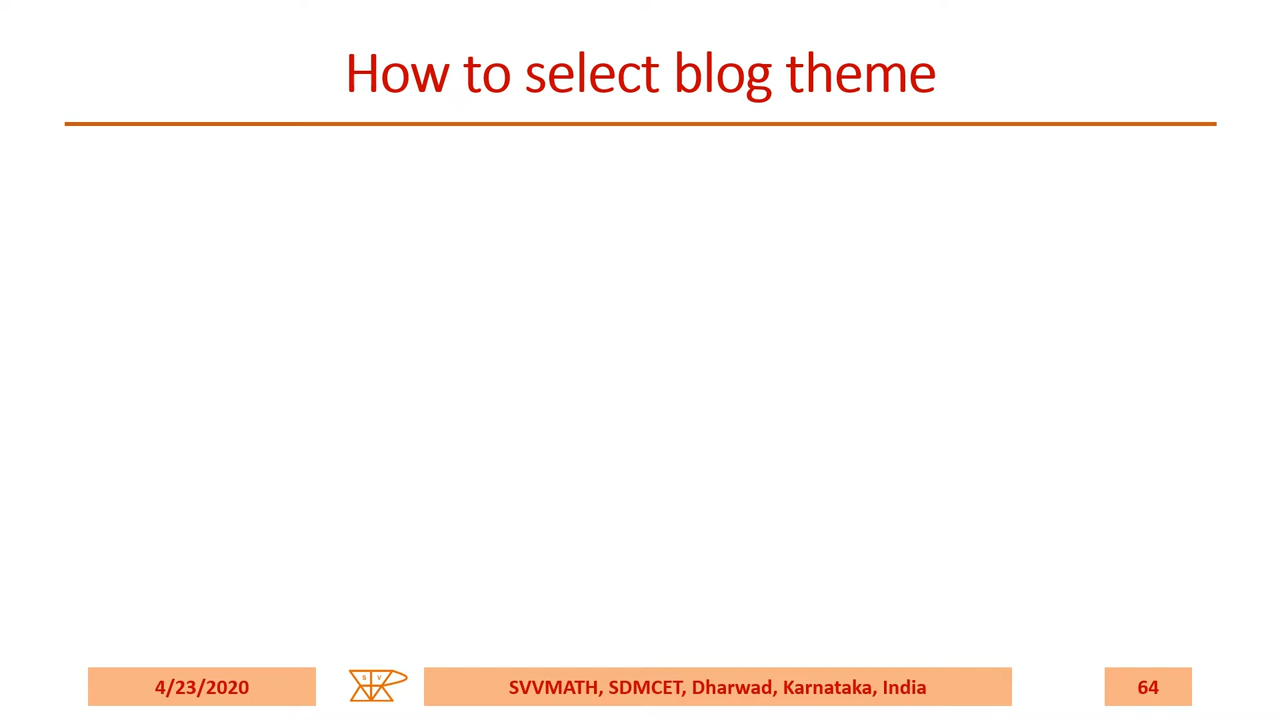 How to select blog theme
4/23/2020
S V
SVVMATH, SDMCET, Dharwad, Karnataka, India
64